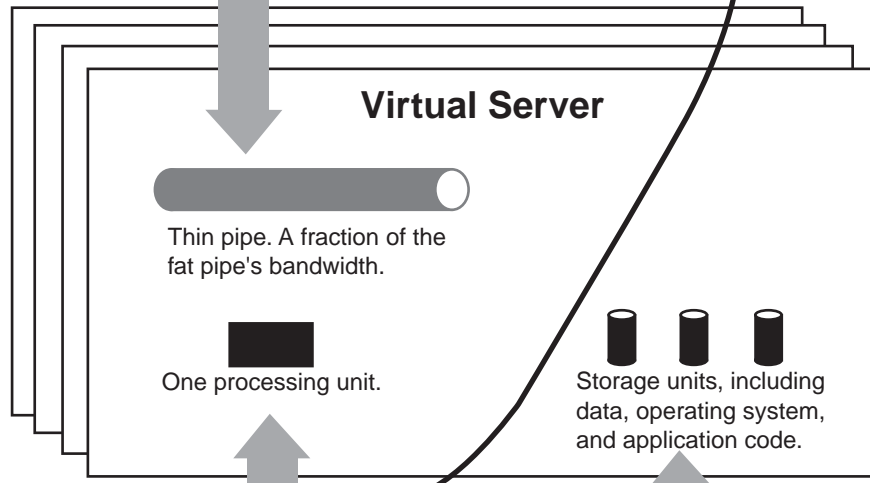 Virtual Server
Thin pipe. A fraction of the
fat pipe's bandwidth.
One processing unit.
Storage units, including
data, operating system,
and application code.